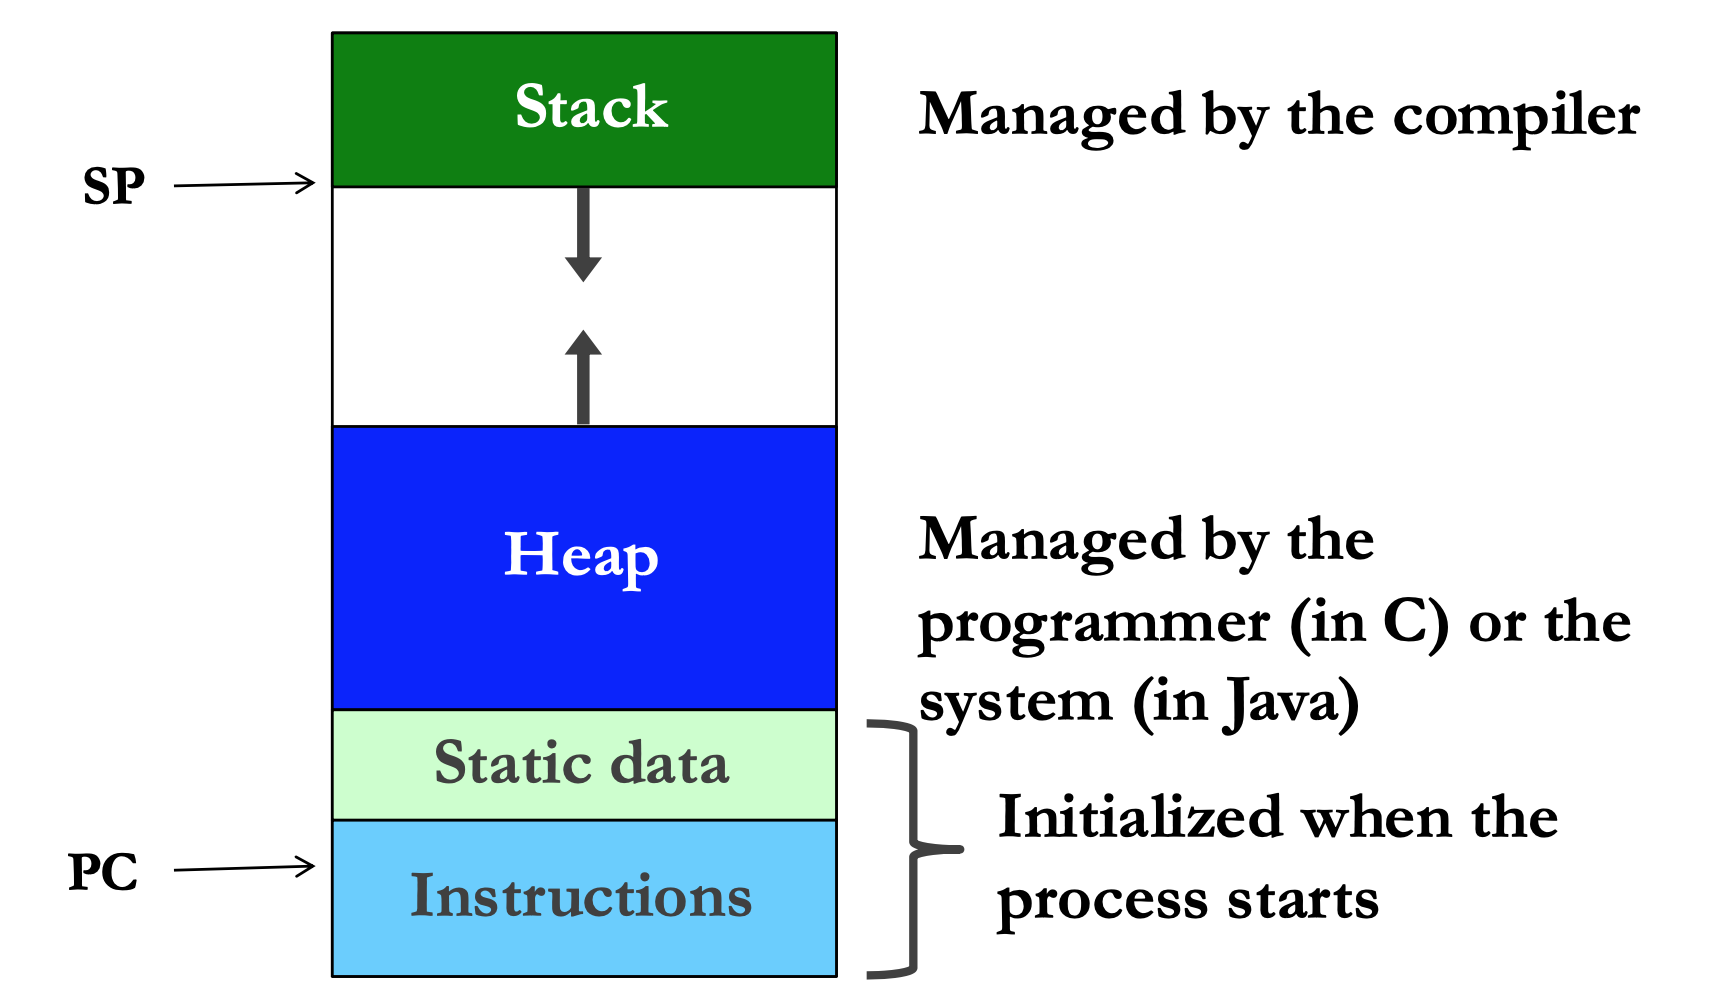 Stack
Managed by the compiler
SP
Heap
Managed by the
programmer (in C) or the
system (in Java)
Static data
Initialized when the
process starts
PC
Instructions